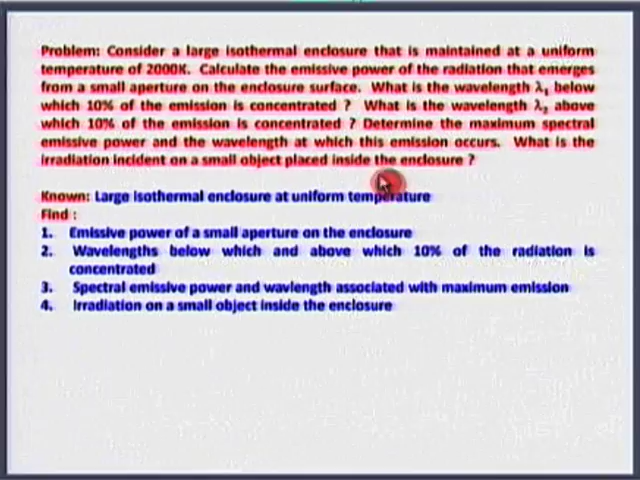 Problem: Consider a large isothermal enclosure that is maintained at a uniform
temperature of 2000K. Calculate the emissive power of the radiation that emerges
from a small aperture on the enclosure surface. What is the wavelength λ₁ below
which 10% of the emission is concentrated ? What is the wavelength λ₂ above
which 10% of the emission is concentrated ? Determine the maximum spectral
emissive power and the wavelength at which this emission occurs. What is the
irradiation incident on a small object placed inside the enclosure ?
Known: Large isothermal enclosure at uniform temperature
Find :
1. Emissive power of a small aperture on the enclosure
2. Wavelengths below which and above which 10% of the radiation is
concentrated
3. Spectral emissive power and wavlength associated with maximum emission
4. Irradiation on a small object inside the enclosure